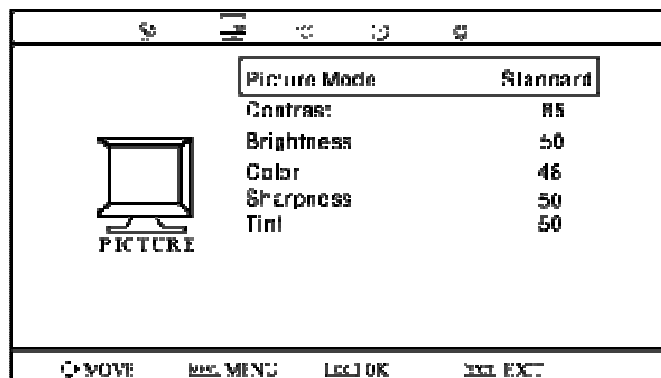 Picture Mode Standard
Contrast 85
Brightness 50
Color 46
Sharpness 50
Tint 50
PICTURE
MOVE MENU OK EXIT